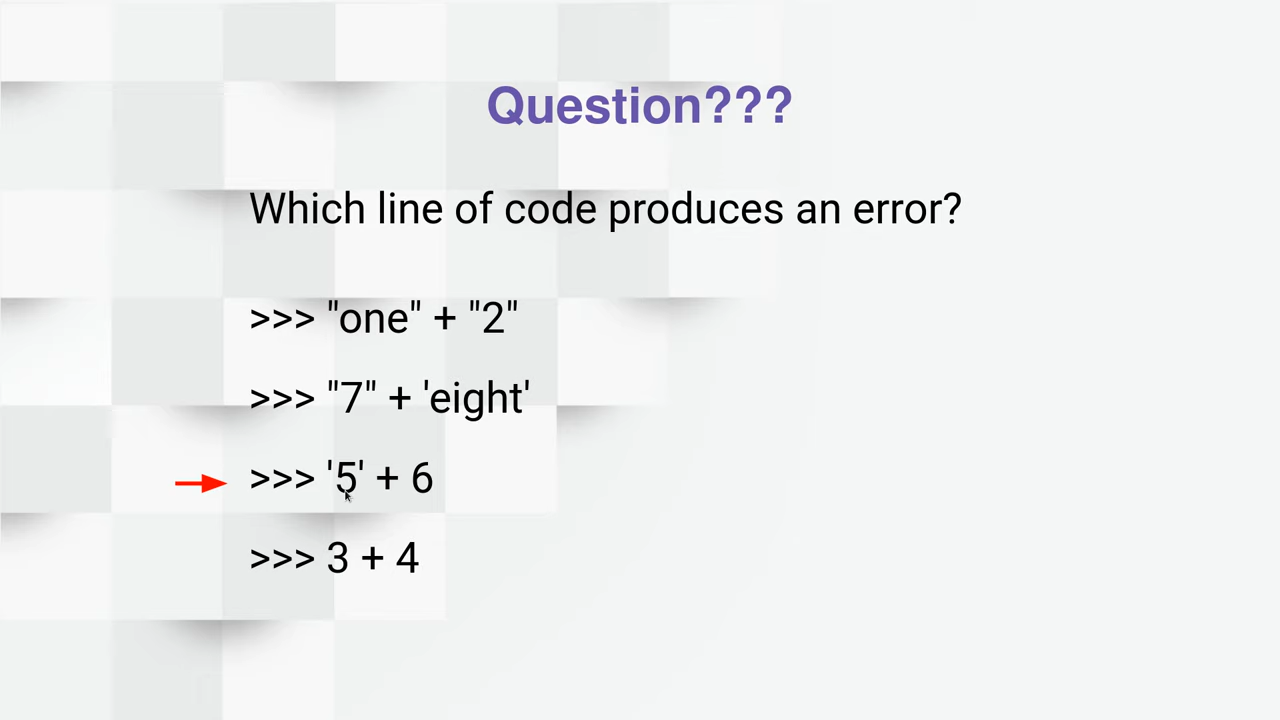 Question???
Which line of code produces an error?
>>> "one" + "2"
>>> "7" + 'eight'
>>> '5' + 6
>>> 3 + 4